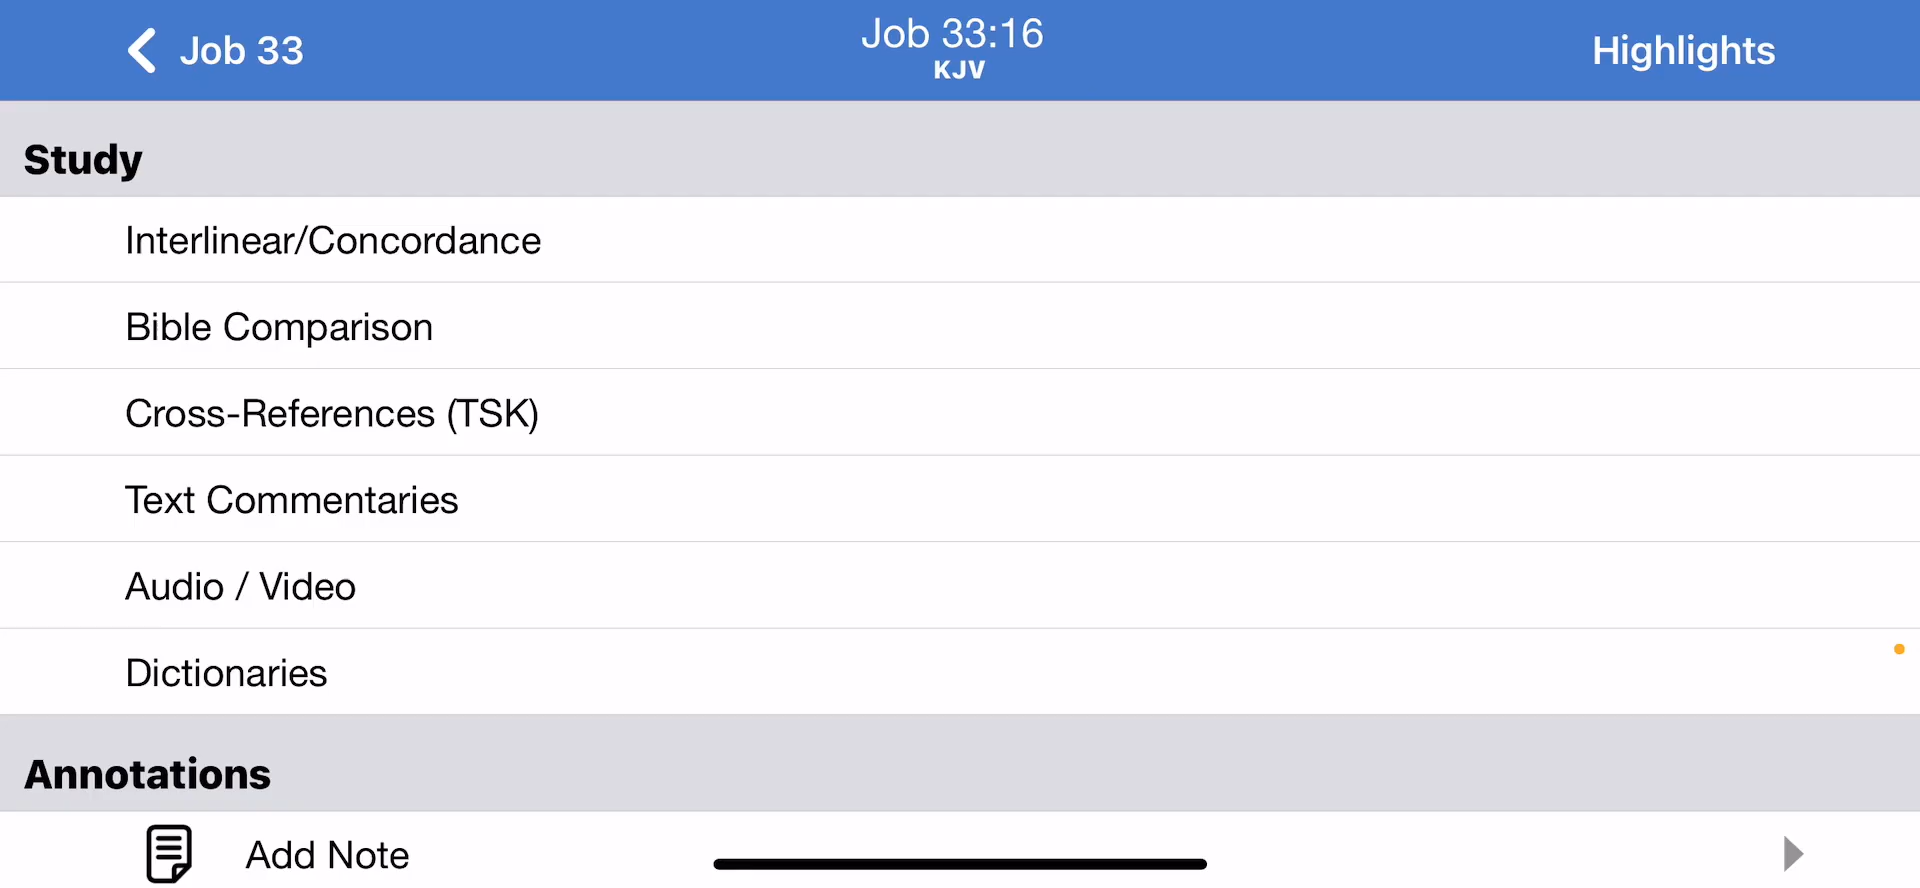 Job 33
Job 33:16
KJV
Highlights
Study
Interlinear/Concordance
Bible Comparison
Cross-References (TSK)
Text Commentaries
Audio / Video
Dictionaries
Annotations
Add Note